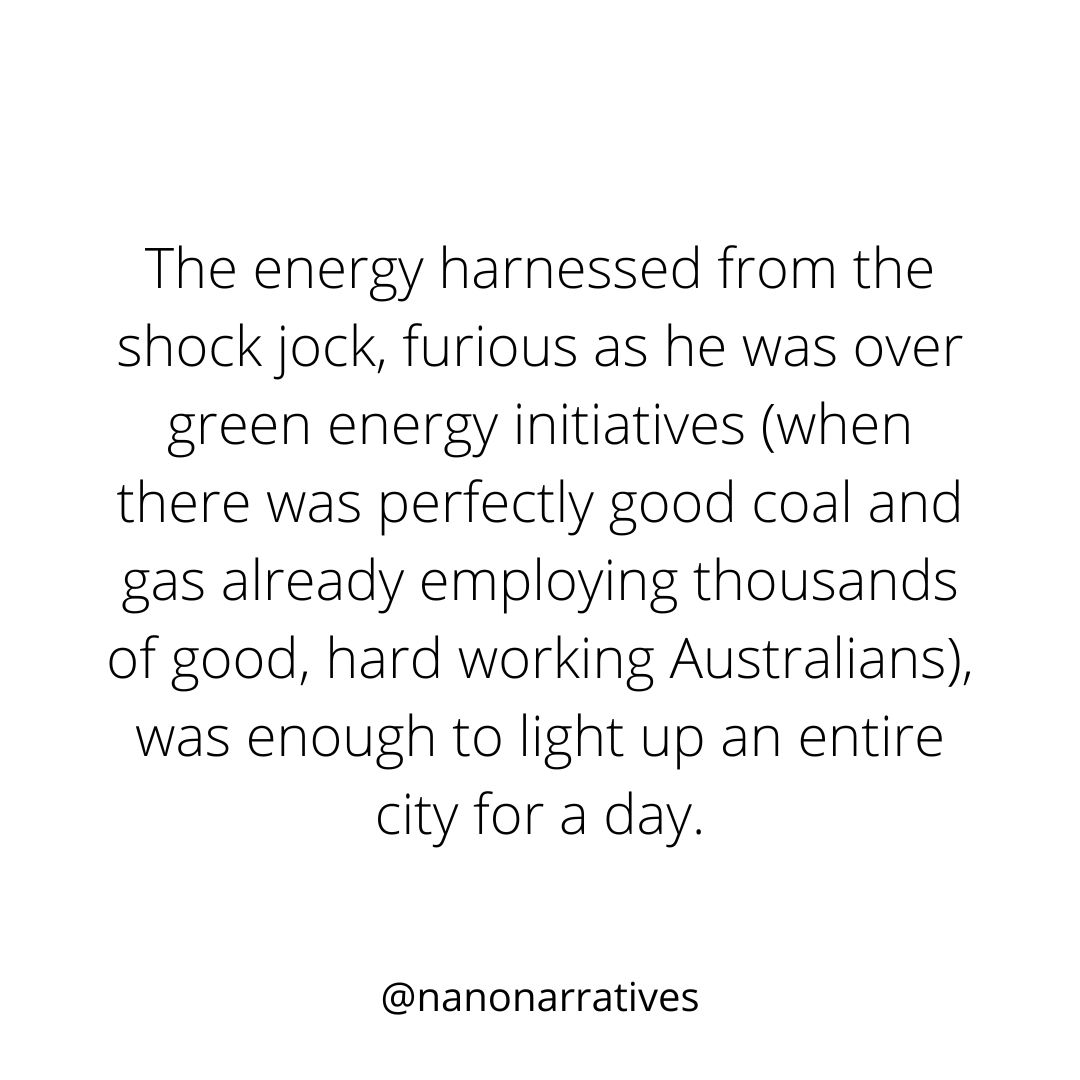 The energy harnessed from the
shock jock, furious as he was over
green energy initiatives (when
there was perfectly good coal and
gas already employing thousands
of good, hard working Australians),
was enough to light up an entire
city for a day.
@nanonarratives